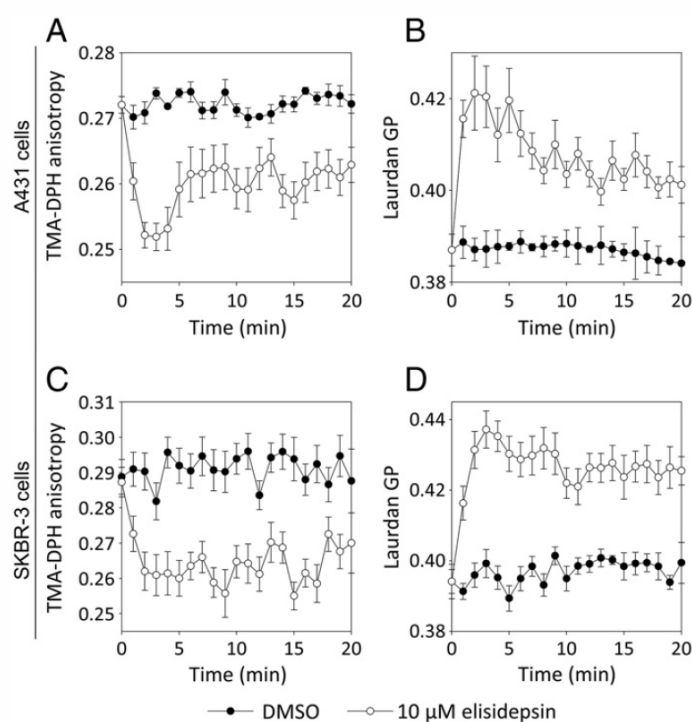 A
B
A431 cells
TMA-DPH anisotropy
0.28
0.27
0.26
0.25
0 5 10 15 20
Time (min)
Laurdan GP
0.42
0.40
0.38
0 5 10 15 20
Time (min)
C
D
SKBR-3 cells
TMA-DPH anisotropy
0.31
0.30
0.29
0.28
0.27
0.26
0.25
0 5 10 15 20
Time (min)
Laurdan GP
0.44
0.42
0.40
0.38
0 5 10 15 20
Time (min)
DMSO 10 µM elisidepsin